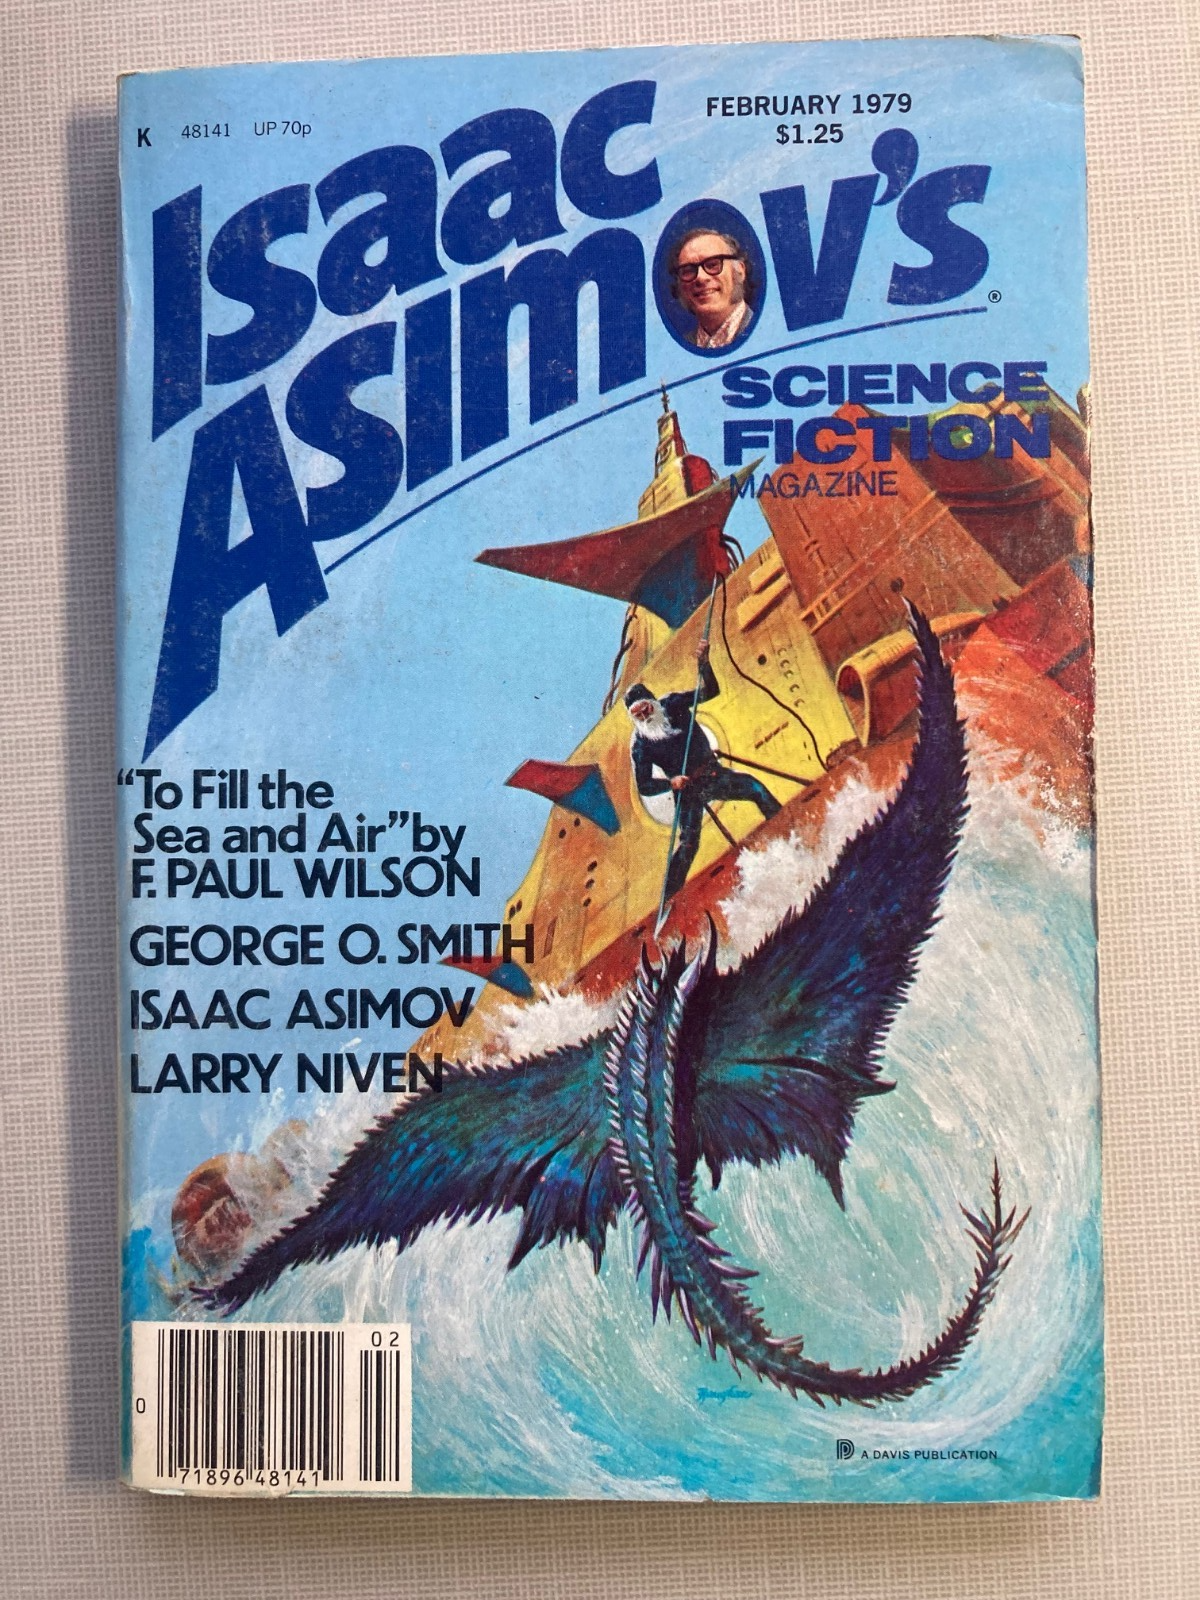 K 48141 UP 70p
FEBRUARY 1979
$1.25
Isaac
Asimov's
®
SCIENCE
FICTION
MAGAZINE
“To Fill the
Sea and Air” by
F. PAUL WILSON
GEORGE O. SMITH
ISAAC ASIMOV
LARRY NIVEN
02
0
71896 48141
A DAVIS PUBLICATION